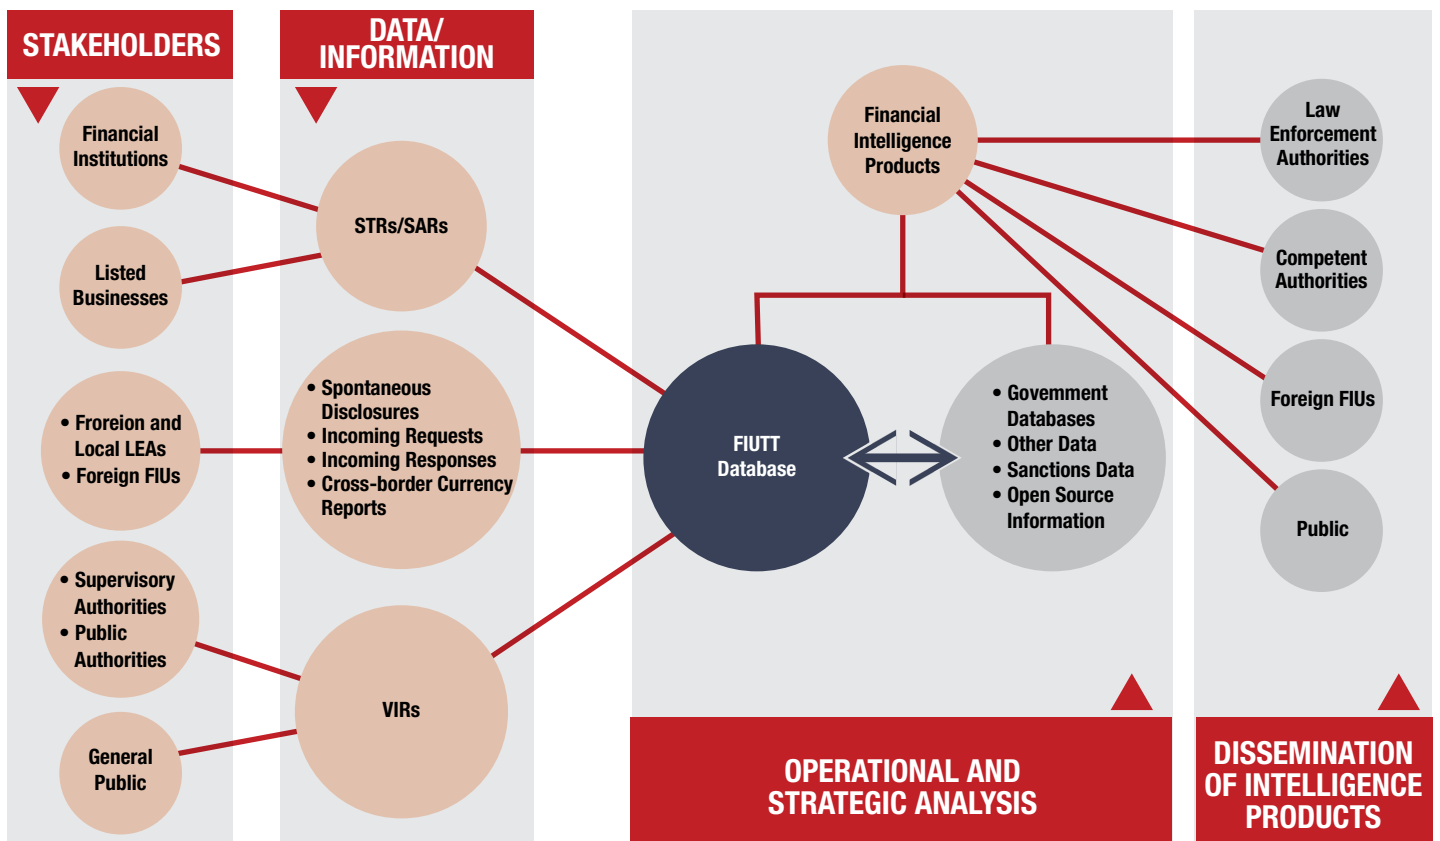 STAKEHOLDERS
Financial
Institutions
Listed
Businesses
• Froreion and
Local LEAs
• Foreign FIUs
• Supervisory
Authorities
• Public
Authorities
General
Public
DATA/
INFORMATION
STRs/SARs
• Spontaneous
Disclosures
• Incoming Requests
• Incoming Responses
• Cross-border Currency
Reports
VIRs
Financial
Intelligence
Products
FIUTT
Database
• Govemment
Databases
• Other Data
• Sanctions Data
• Open Source
Information
OPERATIONAL AND
STRATEGIC ANALYSIS
Law
Enforcement
Authorities
Competent
Authorities
Foreign FIUs
Public
DISSEMINATION
OF INTELLIGENCE
PRODUCTS